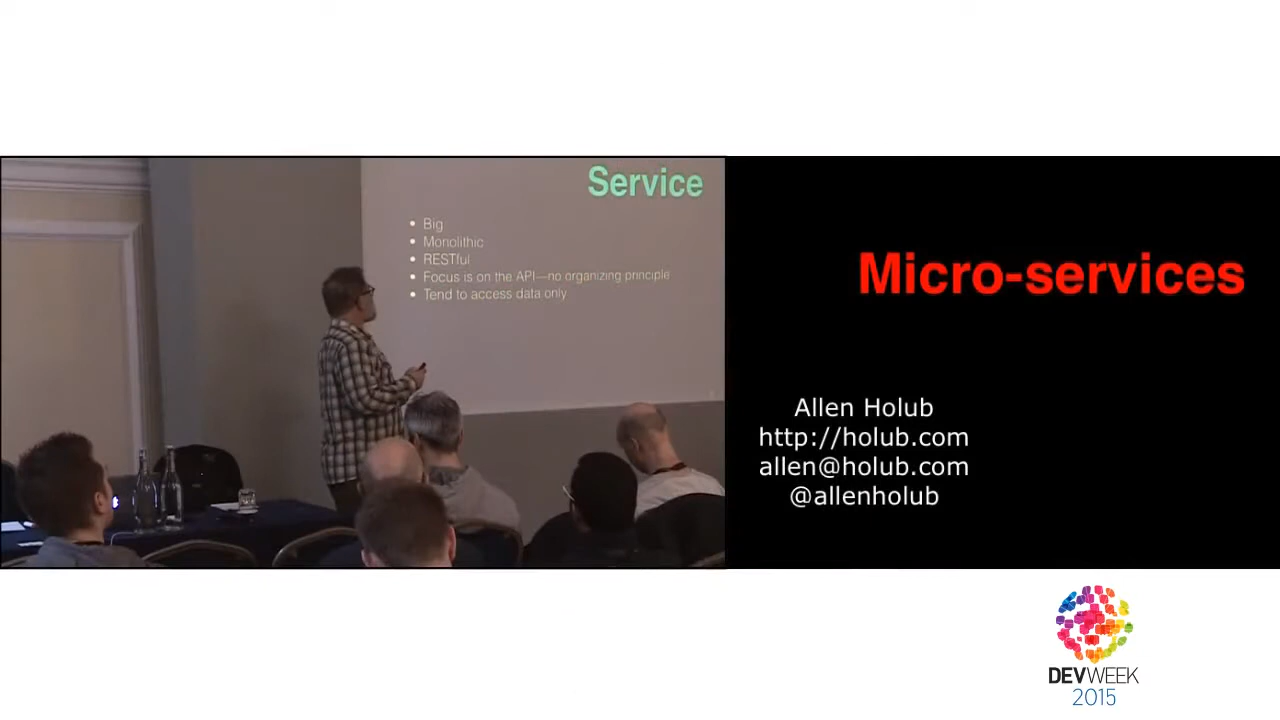 Service
• Big
• Monolithic
• RESTful
• Focus is on the API—no organizing principle
• Tend to access data only
Micro-services
Allen Holub
http://holub.com
allen@holub.com
@allenholub
DEVWEEK
2015